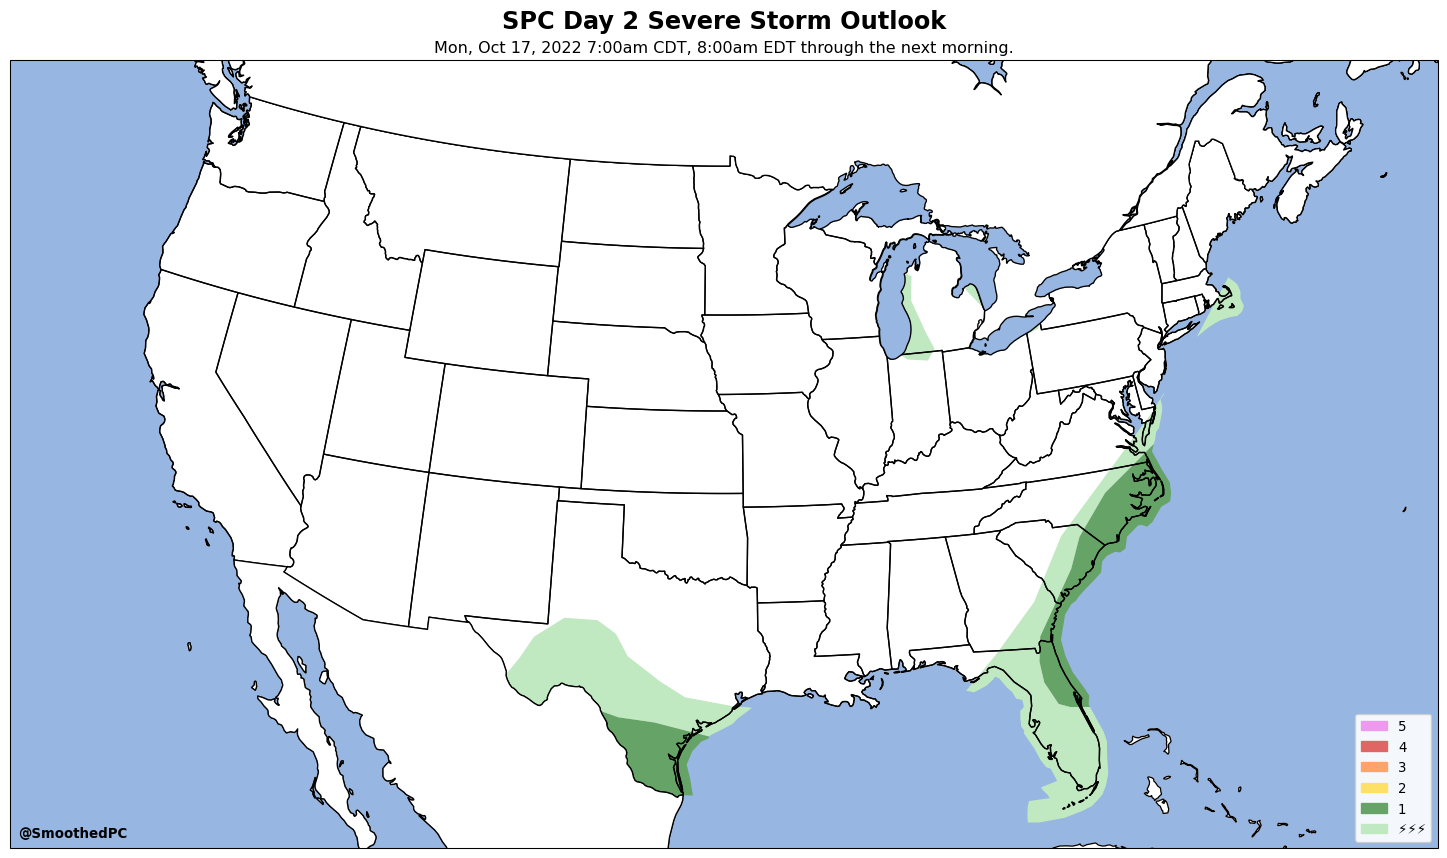 SPC Day 2 Severe Storm Outlook
Mon, Oct 17, 2022 7:00am CDT, 8:00am EDT through the next morning.
5
4
3
2
1
⚡⚡⚡
@SmoothedPC